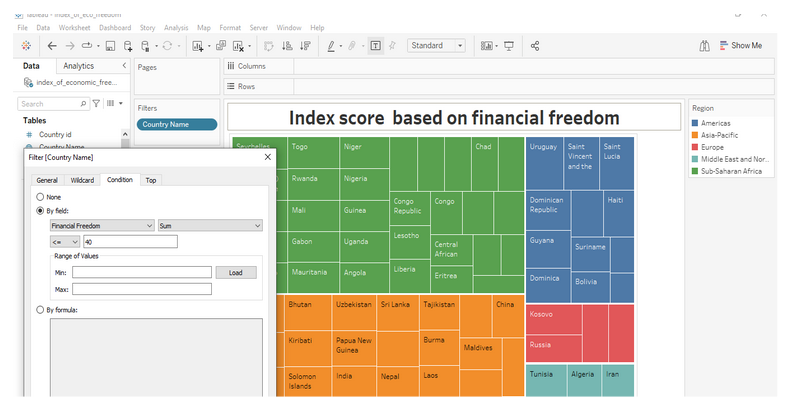 Tableau - index_of_eco_freedom
File Data Worksheet Dashboard Story Analysis Map Format Server Window Help
Standard
Show Me
Data Analytics
Pages
Columns
index_of_economic_free...
Rows
Search
Filters
Tables
Country Name
Country id
Country Name
Index score based on financial freedom
Region
Americas
Asia-Pacific
Europe
Middle East and Nor...
Sub-Saharan Africa
Filter [Country Name]
General Wildcard Condition Top
None
By field:
Financial Freedom Sum
<= 40
Range of Values
Min:
Load
Max:
By formula:
Seychelles Togo Niger Chad
Rwanda Nigeria
Mali Guinea Congo
Republic
Congo
Gabon Uganda Lesotho Central
African
Mauritania Angola Liberia Eritrea
Uruguay Saint
Vincent
and the
Saint
Lucia
Dominican
Republic
Haiti
Guyana Suriname
Dominica Bolivia
Bhutan Uzbekistan Sri Lanka Tajikistan China
Kiribati Papua New
Guinea
Burma Maldives
Solomon
Islands
India Nepal Laos
Kosovo
Russia
Tunisia Algeria Iran